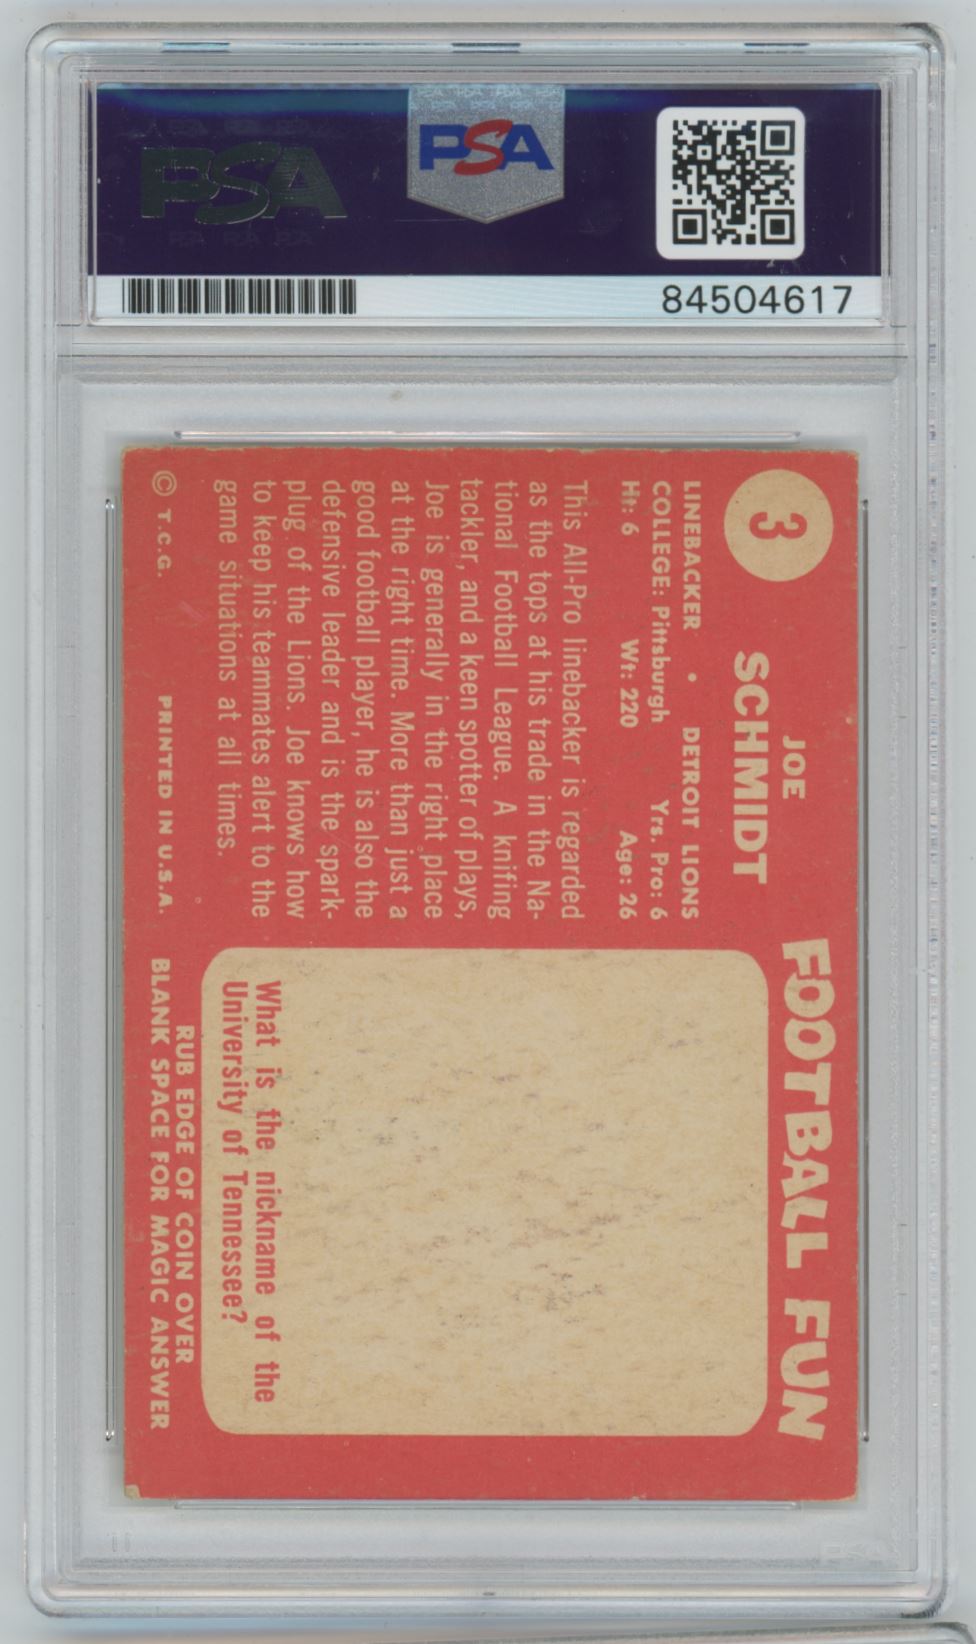 PSA
PSA
84504617
3
JOE
SCHMIDT
LINEBACKER • DETROIT LIONS
COLLEGE: Pittsburgh Yrs. Pro: 6
Ht: 6 Wt: 220 Age: 26
This All-Pro linebacker is regarded
as the tops at his trade in the Na-
tional Football League. A knifing
tackler, and a keen spotter of plays,
Joe is generally in the right place
at the right time. More than just a
good football player, he is also the
defensive leader and is the spark-
plug of the Lions. Joe knows how
to keep his teammates alert to the
game situations at all times.
© T.C.G. PRINTED IN U.S.A.
FOOTBALL FUN
What is the nickname of the
University of Tennessee?
RUB EDGE OF COIN OVER
BLANK SPACE FOR MAGIC ANSWER
PSA